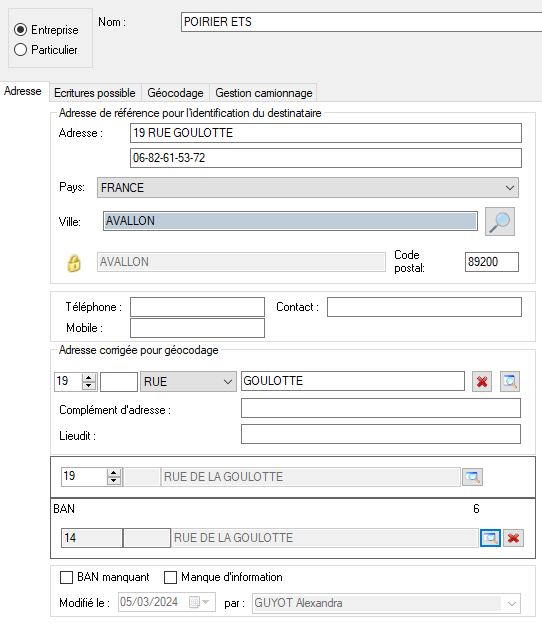 Entreprise
Particulier
Nom : POIRIER ETS
Adresse Ecritures possible Géocodage Gestion camionnage
Adresse de référence pour l'identification du destinataire
Adresse : 19 RUE GOULOTTE
06-82-61-53-72
Pays: FRANCE
Ville: AVALLON
AVALLON Code postal: 89200
Téléphone : Contact :
Mobile :
Adresse corrigée pour géocodage
19 RUE GOULOTTE
Complément d'adresse :
Lieudit :
19 RUE DE LA GOULOTTE
BAN 6
14 RUE DE LA GOULOTTE
BAN manquant Manque d'information
Modifié le : 05/03/2024 par : GUYOT Alexandra